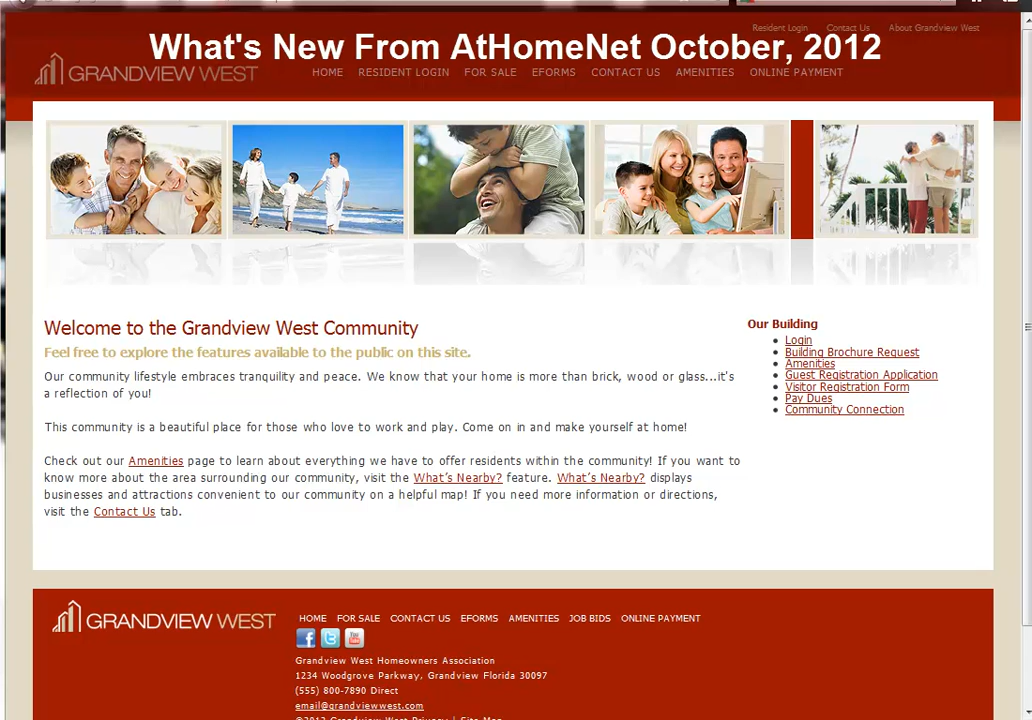 Resident Login Contact Us About Grandview West
What's New From AtHomeNet October, 2012
GRANDVIEW WEST
HOME RESIDENT LOGIN FOR SALE EFORMS CONTACT US AMENITIES ONLINE PAYMENT
Welcome to the Grandview West Community
Feel free to explore the features available to the public on this site.
Our community lifestyle embraces tranquility and peace. We know that your home is more than brick, wood or glass...it's
a reflection of you!
This community is a beautiful place for those who love to work and play. Come on in and make yourself at home!
Check out our Amenities page to learn about everything we have to offer residents within the community! If you want to
know more about the area surrounding our community, visit the What's Nearby? feature. What's Nearby? displays
businesses and attractions convenient to our community on a helpful map! If you need more information or directions,
visit the Contact Us tab.
Our Building
Login
Building Brochure Request
Amenities
Guest Registration Application
Visitor Registration Form
Pay Dues
Community Connection
GRANDVIEW WEST
HOME FOR SALE CONTACT US EFORMS AMENITIES JOB BIDS ONLINE PAYMENT
Grandview West Homeowners Association
1234 Woodgrove Parkway, Grandview Florida 30097
(555) 800-7890 Direct
email@grandviewwest.com
©2012 Grandview West Privacy | Site Map